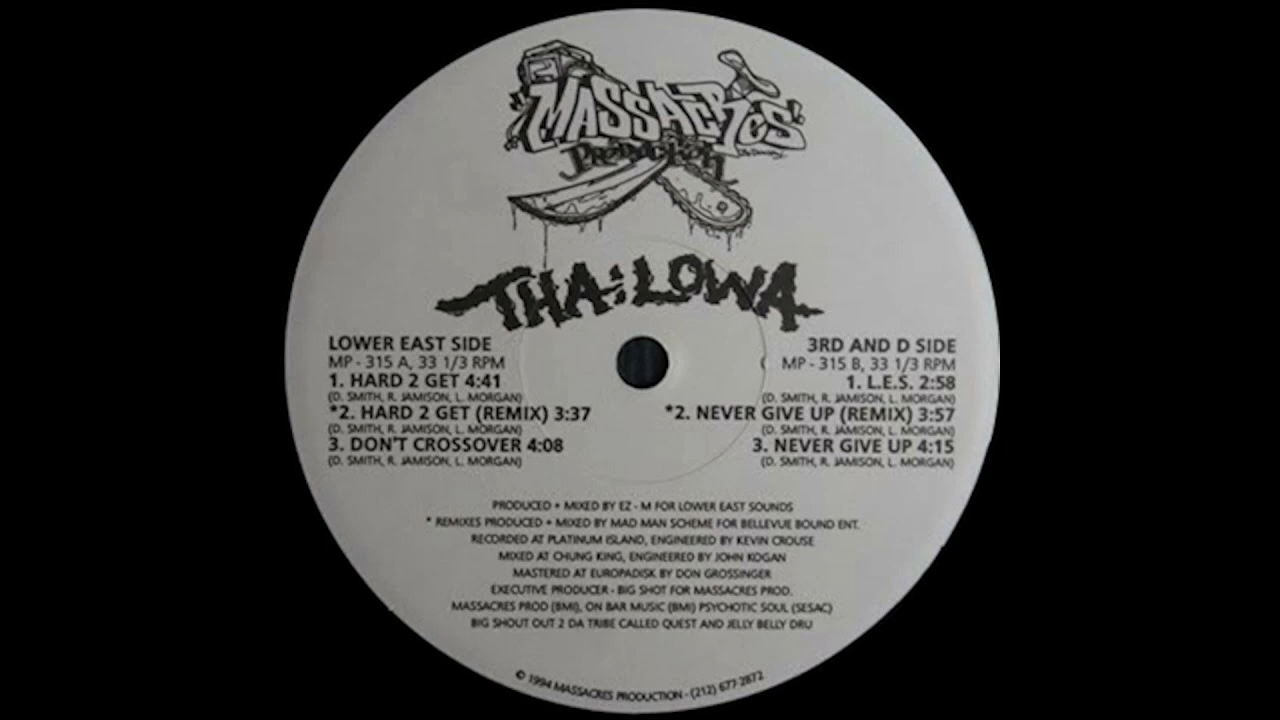 MASSACRES
PRODUCTION
THA LOWA
LOWER EAST SIDE
MP - 315 A, 33 1/3 RPM
1. HARD 2 GET 4:41
(D. SMITH, R. JAMISON, L. MORGAN)
*2. HARD 2 GET (REMIX) 3:37
(D. SMITH, R. JAMISON, L. MORGAN)
3. DON'T CROSSOVER 4:08
(D. SMITH, R. JAMISON, L. MORGAN)
3RD AND D SIDE
MP - 315 B, 33 1/3 RPM
1. L.E.S. 2:58
(D. SMITH, R. JAMISON, L. MORGAN)
*2. NEVER GIVE UP (REMIX) 3:57
(D. SMITH, R. JAMISON, L. MORGAN)
3. NEVER GIVE UP 4:15
(D. SMITH, R. JAMISON, L. MORGAN)
PRODUCED + MIXED BY EZ - M FOR LOWER EAST SOUNDS
* REMIXES PRODUCED + MIXED BY MAD MAN SCHEME FOR BELLEVUE BOUND ENT.
RECORDED AT PLATINUM ISLAND, ENGINEERED BY KEVIN CROUSE
MIXED AT CHUNG KING, ENGINEERED BY JOHN KOGAN
MASTERED AT EUROPADISK BY DON GROSSINGER
EXECUTIVE PRODUCER - BIG SHOT FOR MASSACRES PROD.
MASSACRES PROD (BMI), ON BAR MUSIC (BMI) PSYCHOTIC SOUL (SESAC)
BIG SHOUT OUT 2 DA TRIBE CALLED QUEST AND JELLY BELLY DRU
© 1994 MASSACRES PRODUCTION - (212) 677-2872